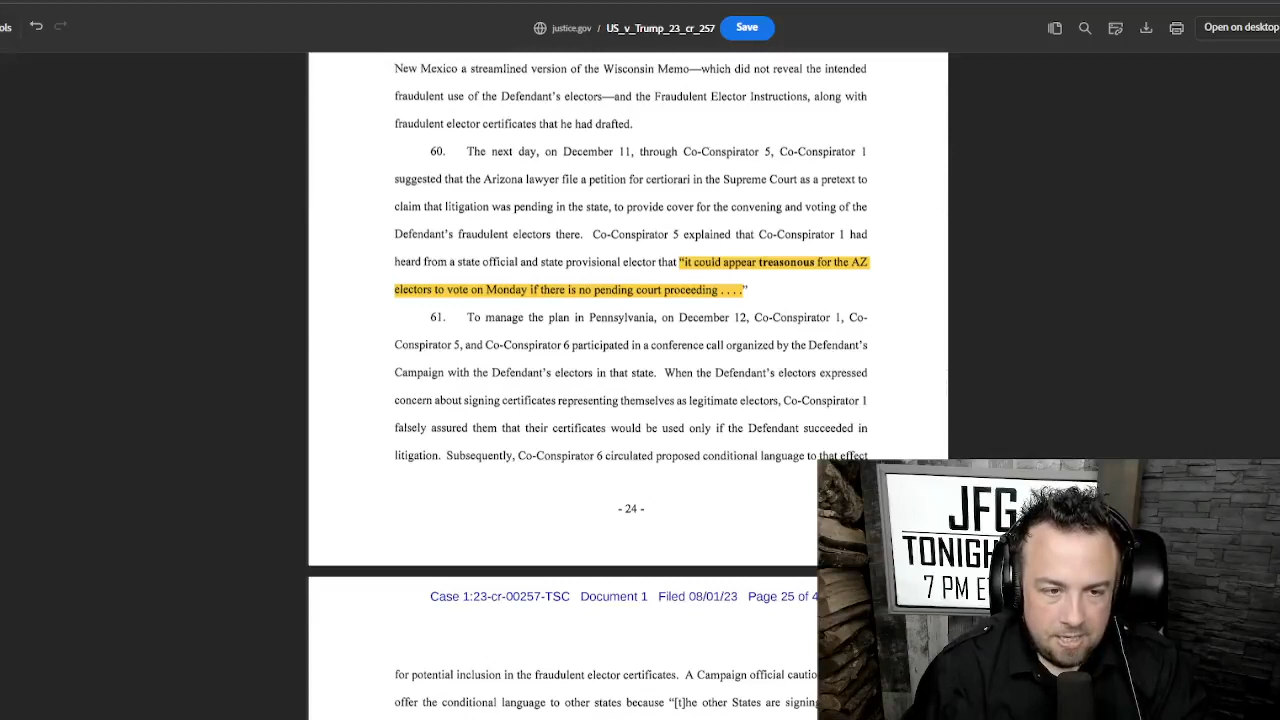 ols
justice.gov / US_v_Trump_23_cr_257
Save
Open on desktop
New Mexico a streamlined version of the Wisconsin Memo—which did not reveal the intended
fraudulent use of the Defendant's electors—and the Fraudulent Elector Instructions, along with
fraudulent elector certificates that he had drafted.
60. The next day, on December 11, through Co-Conspirator 5, Co-Conspirator 1
suggested that the Arizona lawyer file a petition for certiorari in the Supreme Court as a pretext to
claim that litigation was pending in the state, to provide cover for the convening and voting of the
Defendant's fraudulent electors there. Co-Conspirator 5 explained that Co-Conspirator 1 had
heard from a state official and state provisional elector that “it could appear treasonous for the AZ
electors to vote on Monday if there is no pending court proceeding . . . .”
61. To manage the plan in Pennsylvania, on December 12, Co-Conspirator 1, Co-
Conspirator 5, and Co-Conspirator 6 participated in a conference call organized by the Defendant's
Campaign with the Defendant's electors in that state. When the Defendant's electors expressed
concern about signing certificates representing themselves as legitimate electors, Co-Conspirator 1
falsely assured them that their certificates would be used only if the Defendant succeeded in
litigation. Subsequently, Co-Conspirator 6 circulated proposed conditional language to that effect
- 24 -
Case 1:23-cr-00257-TSC Document 1 Filed 08/01/23 Page 25 of 4
for potential inclusion in the fraudulent elector certificates. A Campaign official cautio
offer the conditional language to other states because “[t]he other States are signing
JFG
TONIGH
7 PM E